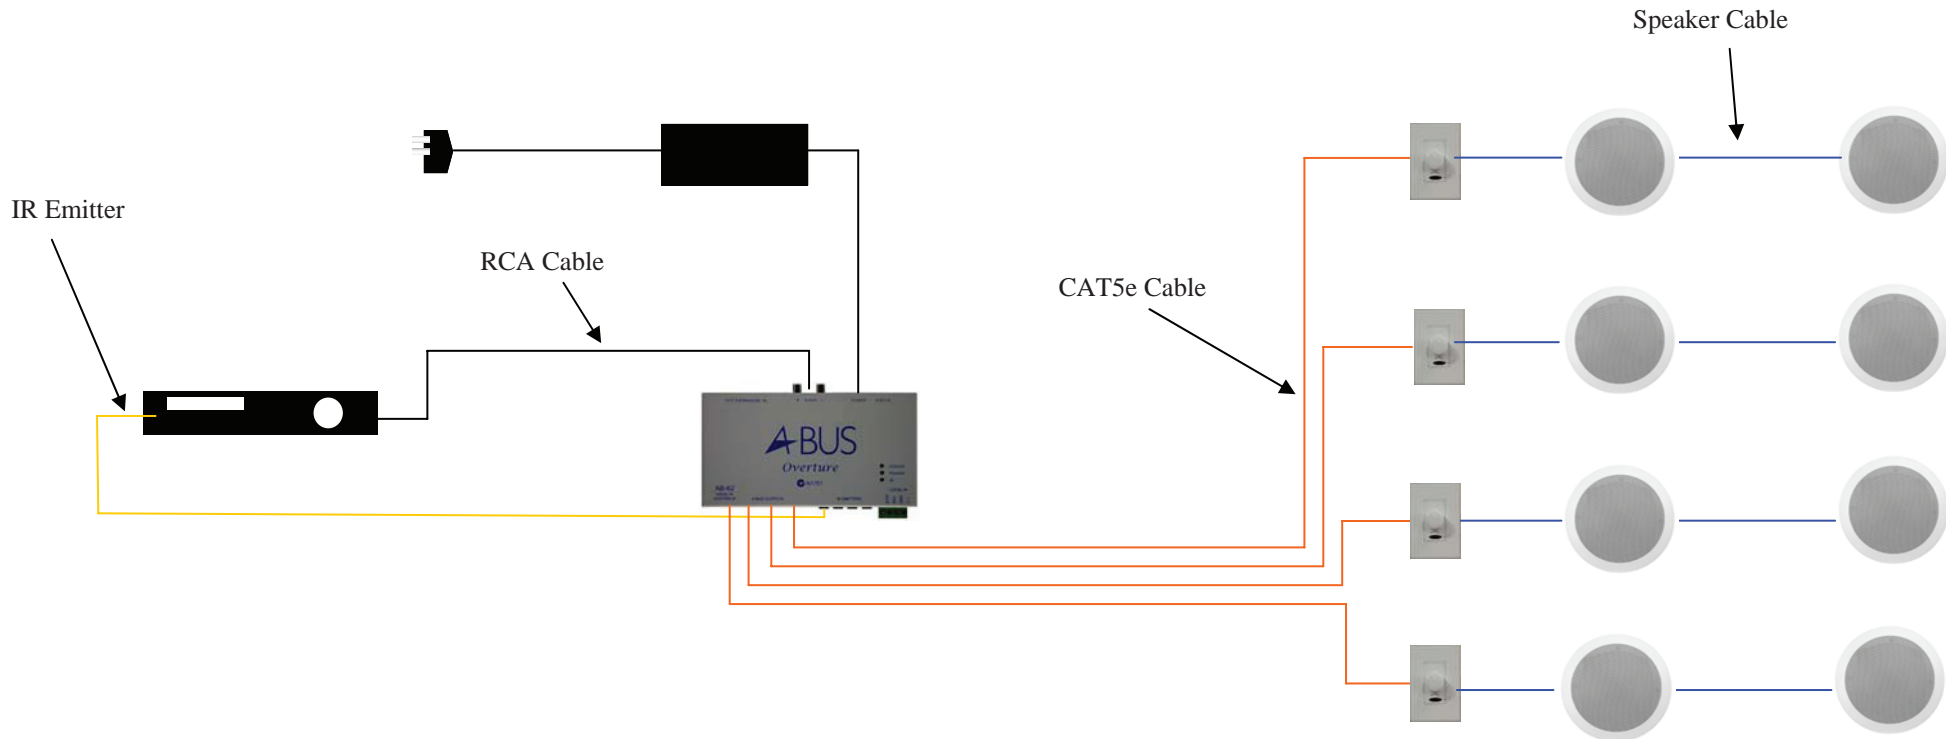 Speaker Cable
IR Emitter
RCA Cable
CAT5e Cable
A-BUS
Overture